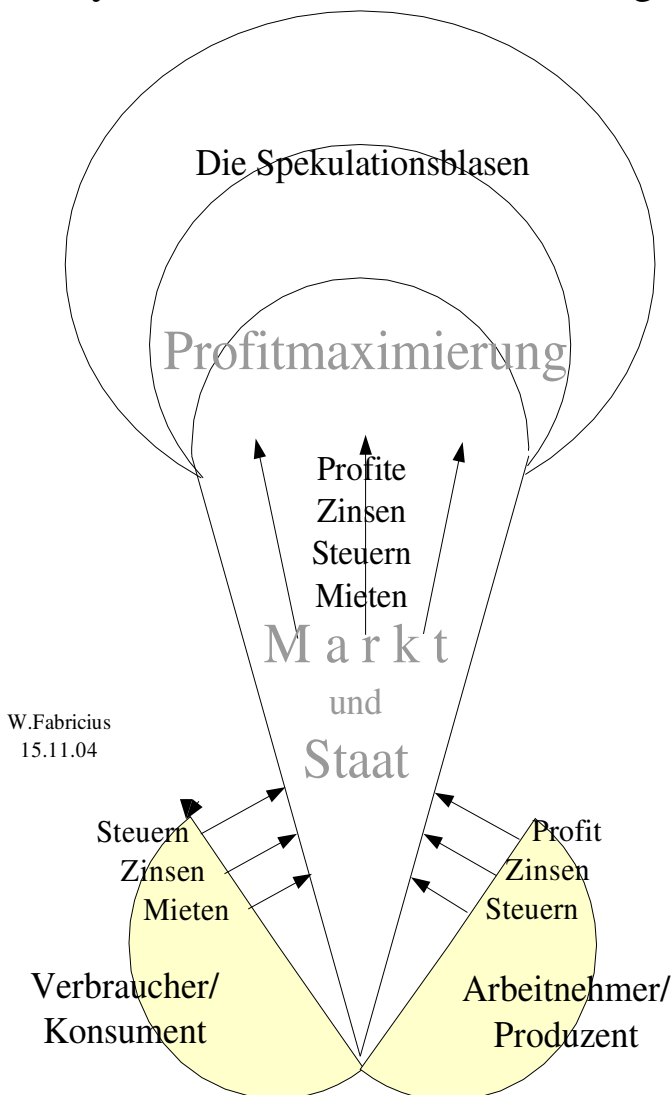 Die Spekulationsblasen
Profitmaximierung
Profite
Zinsen
Steuern
Mieten
M a r k t
und
Staat
W.Fabricius
15.11.04
Steuern
Zinsen
Mieten
Profit
Zinsen
Steuern
Verbraucher/
Konsument
Arbeitnehmer/
Produzent